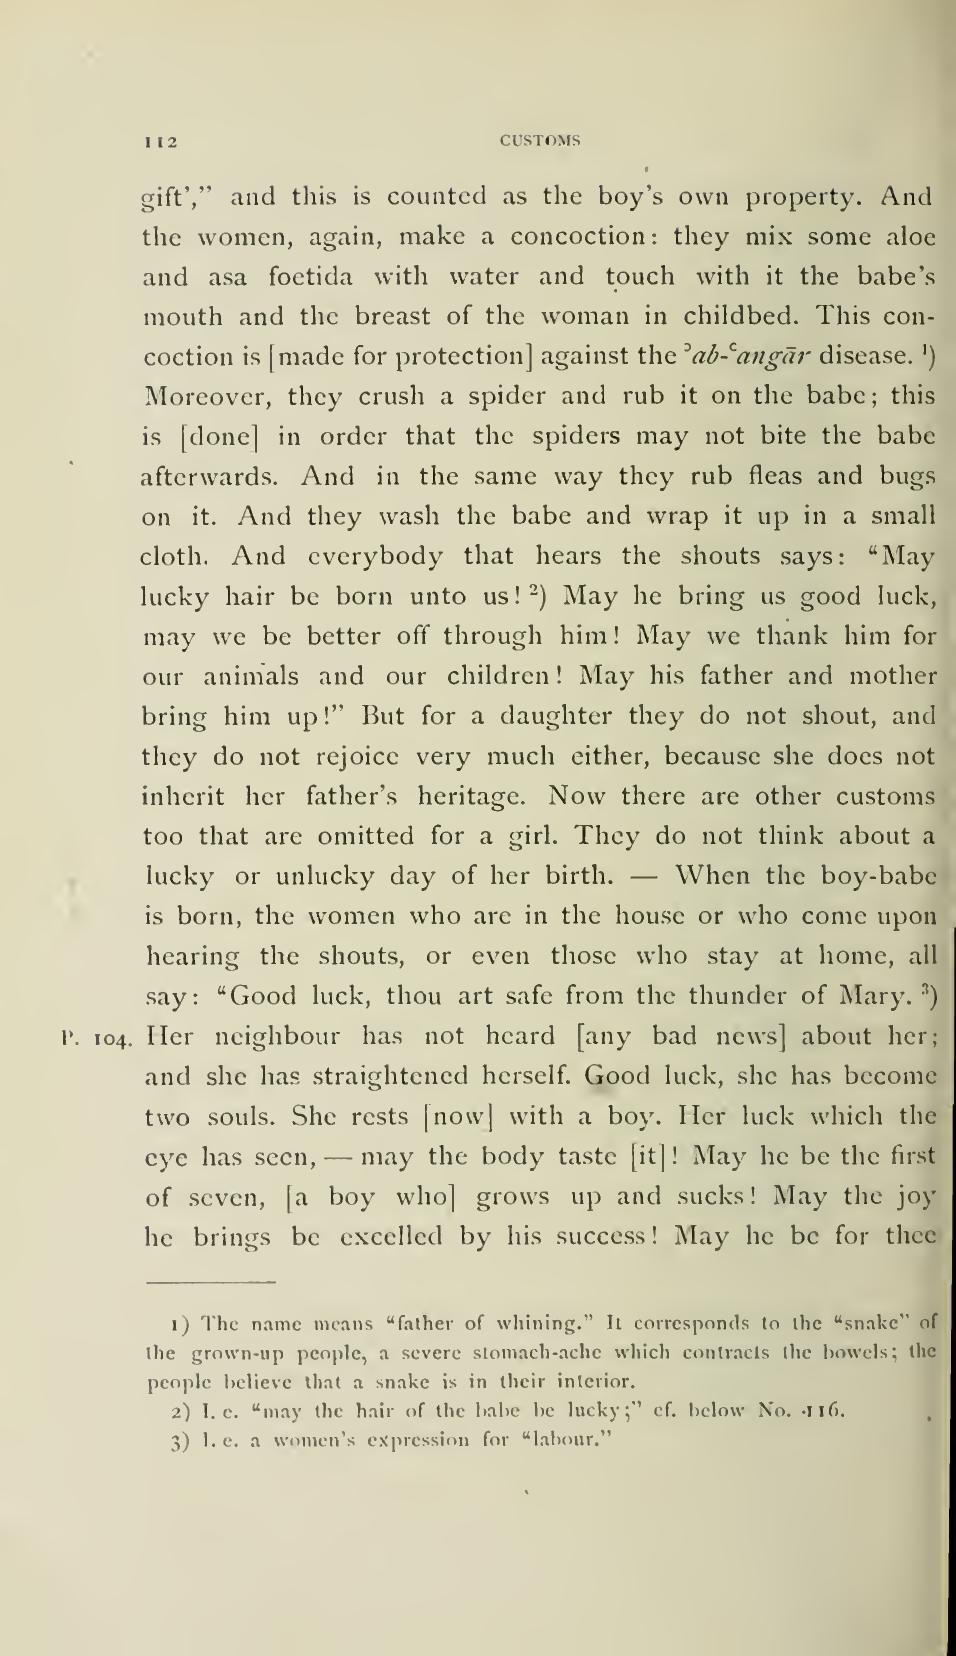 112 CUSTOMS
gift’,” and this is counted as the boy’s own property. And
the women, again, make a concoction: they mix some aloe
and asa foetida with water and touch with it the babe’s
mouth and the breast of the woman in childbed. This con-
coction is [made for protection] against the ʾab-ʿangār disease. ¹)
Moreover, they crush a spider and rub it on the babe; this
is [done] in order that the spiders may not bite the babe
afterwards. And in the same way they rub fleas and bugs
on it. And they wash the babe and wrap it up in a small
cloth. And everybody that hears the shouts says: “May
lucky hair be born unto us! ²) May he bring us good luck,
may we be better off through him! May we thank him for
our animals and our children! May his father and mother
bring him up!” But for a daughter they do not shout, and
they do not rejoice very much either, because she does not
inherit her father’s heritage. Now there are other customs
too that are omitted for a girl. They do not think about a
lucky or unlucky day of her birth. — When the boy-babe
is born, the women who are in the house or who come upon
hearing the shouts, or even those who stay at home, all
say: “Good luck, thou art safe from the thunder of Mary. ³)
P. 104. Her neighbour has not heard [any bad news] about her;
and she has straightened herself. Good luck, she has become
two souls. She rests [now] with a boy. Her luck which the
eye has seen, — may the body taste [it]! May he be the first
of seven, [a boy who] grows up and sucks! May the joy
he brings be excelled by his success! May he be for thee
1) The name means “father of whining.” It corresponds to the “snake” of
the grown-up people, a severe stomach-ache which contracts the bowels; the
people believe that a snake is in their interior.
2) I. e. “may the hair of the babe be lucky;” cf. below No. 116.
3) I. e. a women’s expression for “labour.”